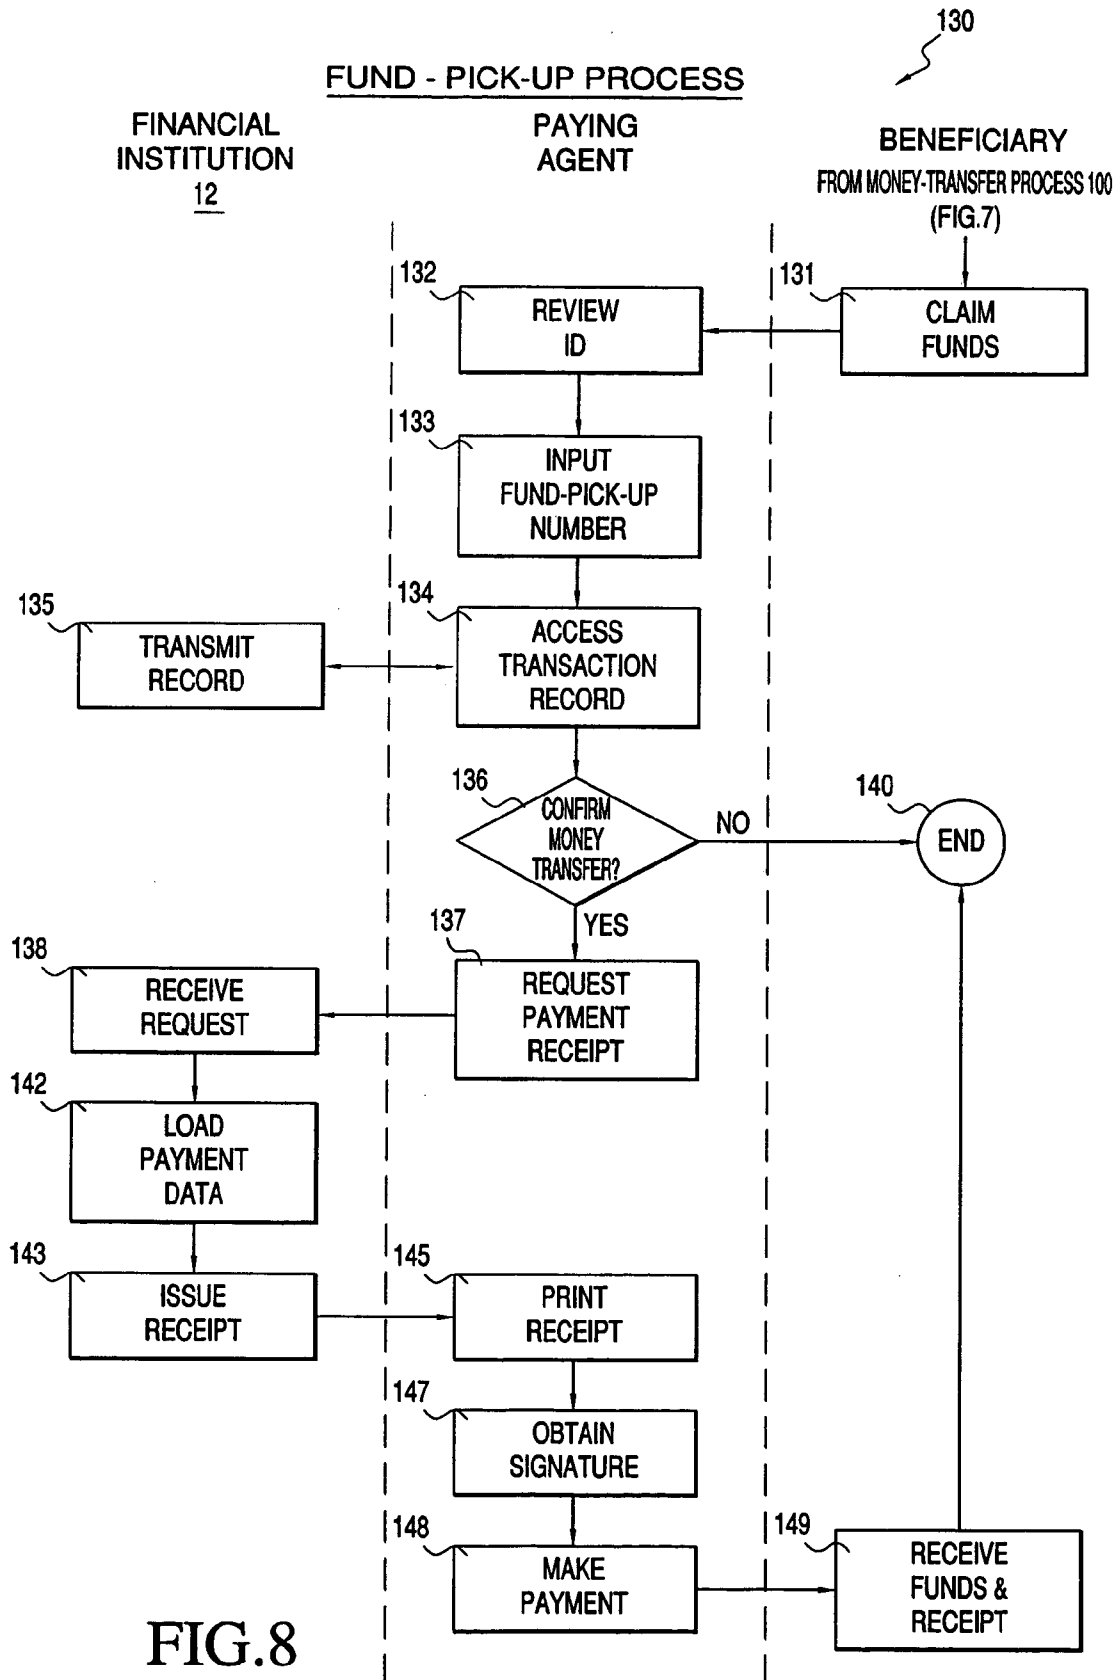 130
FUND - PICK-UP PROCESS
FINANCIAL
INSTITUTION
12
PAYING
AGENT
BENEFICIARY
FROM MONEY-TRANSFER PROCESS 100
(FIG.7)
132
REVIEW
ID
131
CLAIM
FUNDS
133
INPUT
FUND-PICK-UP
NUMBER
135
TRANSMIT
RECORD
134
ACCESS
TRANSACTION
RECORD
136
CONFIRM
MONEY
TRANSFER?
NO
140
END
YES
138
RECEIVE
REQUEST
137
REQUEST
PAYMENT
RECEIPT
142
LOAD
PAYMENT
DATA
143
ISSUE
RECEIPT
145
PRINT
RECEIPT
147
OBTAIN
SIGNATURE
148
MAKE
PAYMENT
149
RECEIVE
FUNDS &
RECEIPT
FIG.8